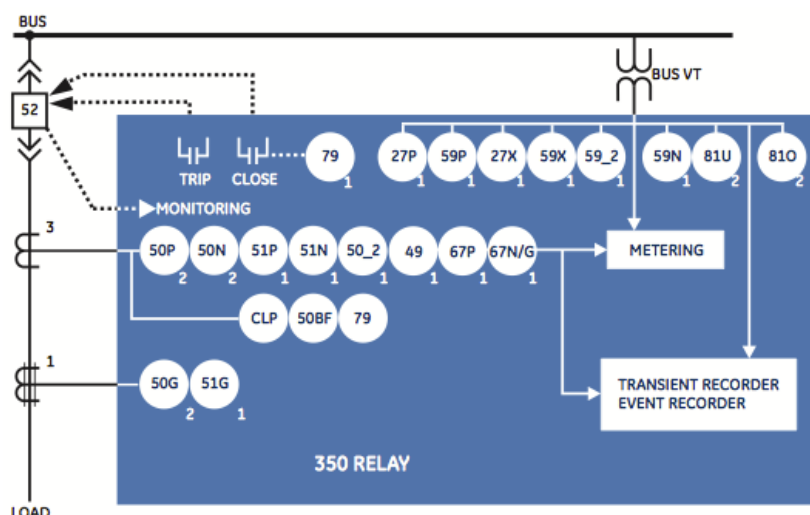 BUS
BUS VT
52
TRIP
CLOSE
79
1
27P
1
59P
1
27X
1
59X
1
59_2
1
59N
1
81U
2
81O
2
MONITORING
3
50P
2
50N
2
51P
1
51N
1
50_2
1
49
1
67P
1
67N/G
1
METERING
CLP
50BF
79
1
50G
2
51G
1
TRANSIENT RECORDER
EVENT RECORDER
350 RELAY
LOAD